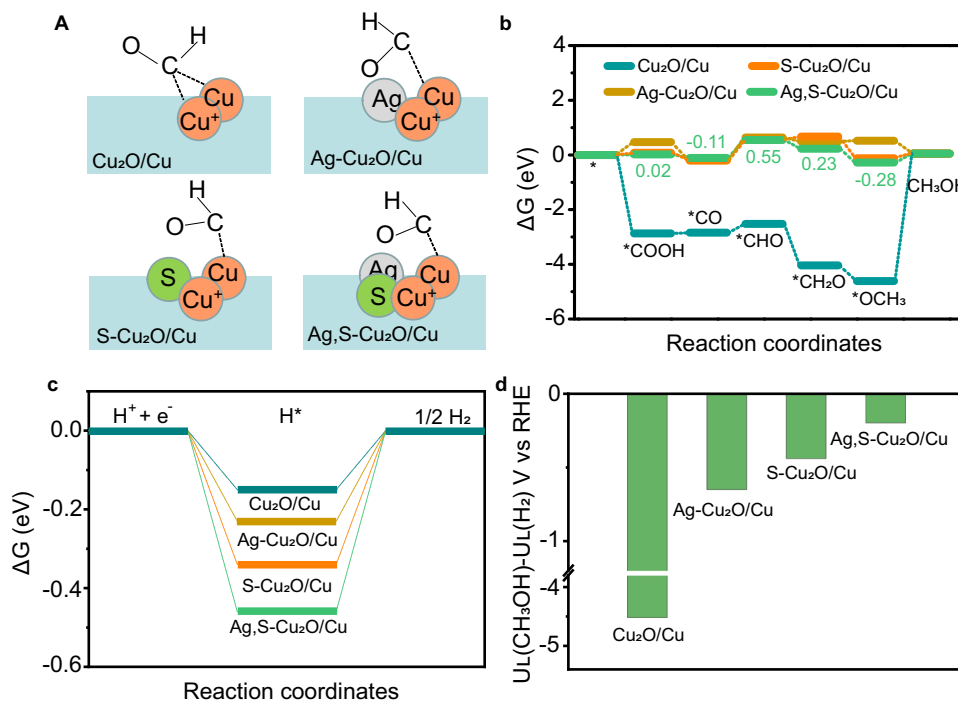 A
O
C
H
Cu
Cu⁺
Cu₂O/Cu
H
C
O
Ag
Cu
Cu⁺
Ag-Cu₂O/Cu
H
C
O
S
Cu
Cu⁺
S-Cu₂O/Cu
H
C
O
Ag
S
Cu
Cu⁺
Ag,S-Cu₂O/Cu
b
ΔG (eV)
6
4
2
0
-2
-4
-6
Cu₂O/Cu
S-Cu₂O/Cu
Ag-Cu₂O/Cu
Ag,S-Cu₂O/Cu
*
0.02
-0.11
0.55
0.23
-0.28
*COOH
*CO
*CHO
*CH₂O
*OCH₃
CH₃OH
Reaction coordinates
c
ΔG (eV)
0.0
-0.2
-0.4
-0.6
H⁺ + e⁻
H*
1/2 H₂
Cu₂O/Cu
Ag-Cu₂O/Cu
S-Cu₂O/Cu
Ag,S-Cu₂O/Cu
Reaction coordinates
d
U_L(CH₃OH)-U_L(H₂) V vs RHE
0
-1
-4
-5
Cu₂O/Cu
Ag-Cu₂O/Cu
S-Cu₂O/Cu
Ag,S-Cu₂O/Cu